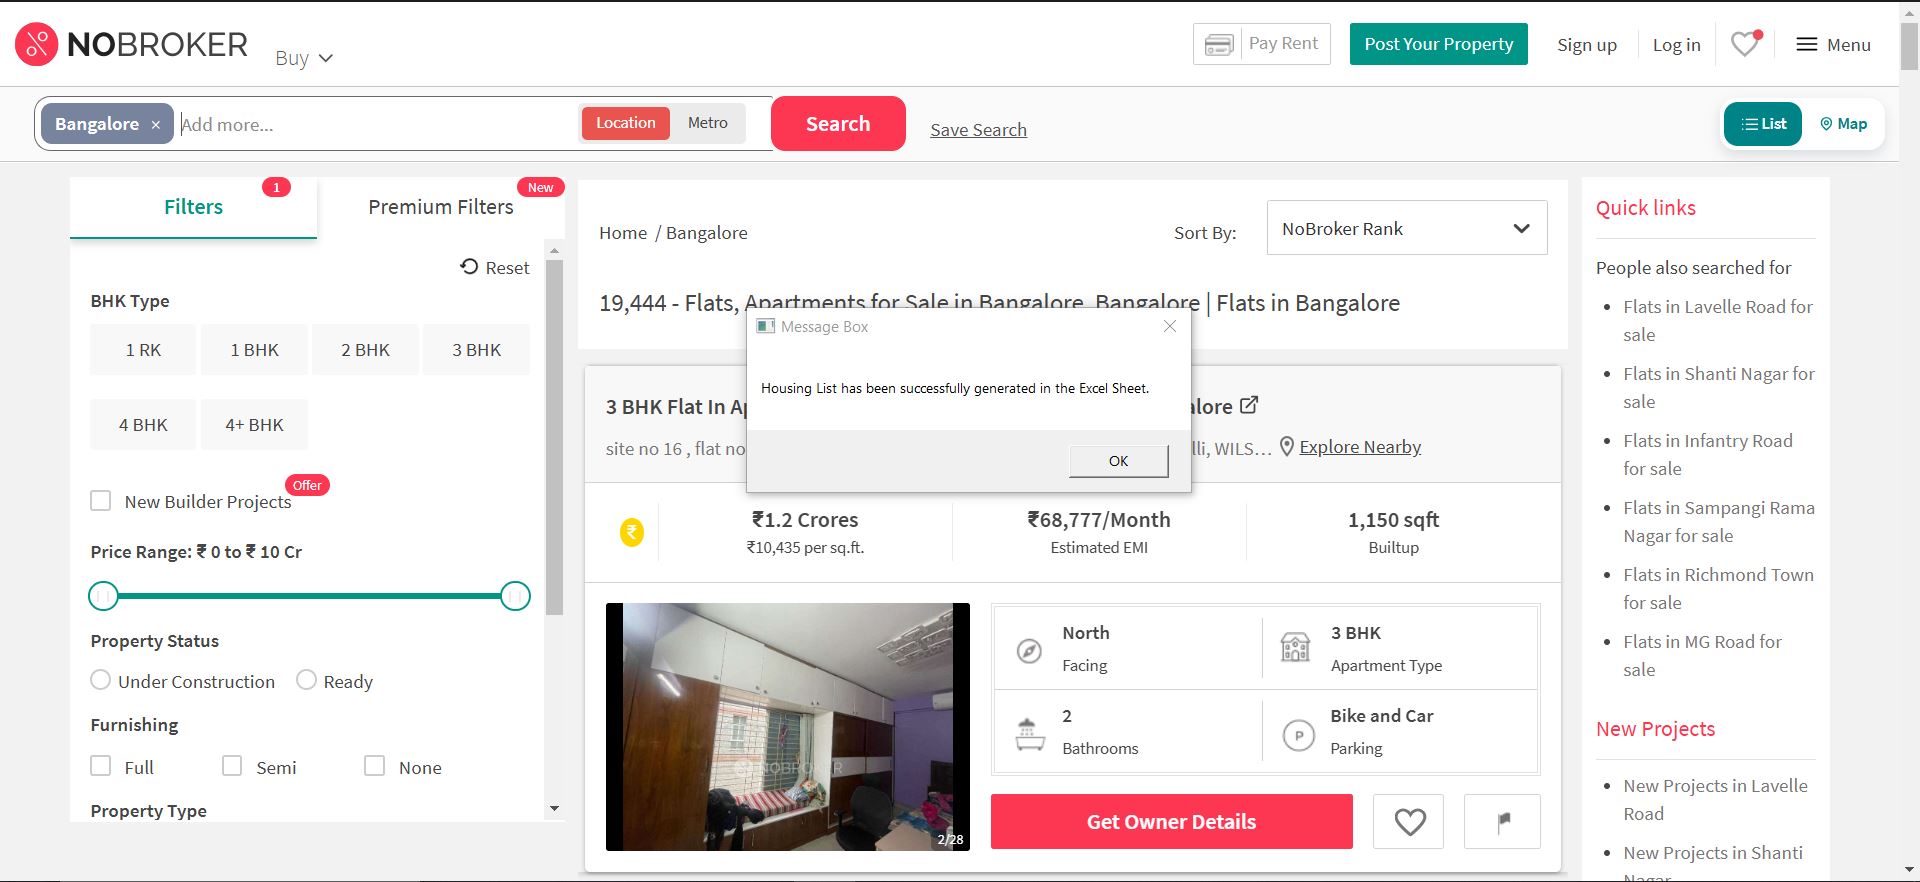 NOBROKER
Buy
Pay Rent
Post Your Property
Sign up
Log in
Menu
Bangalore ×
Add more...
Location
Metro
Search
Save Search
List
Map
Filters
1
Premium Filters
New
Reset
BHK Type
1 RK
1 BHK
2 BHK
3 BHK
4 BHK
4+ BHK
New Builder Projects
Offer
Price Range: ₹ 0 to ₹ 10 Cr
Property Status
Under Construction
Ready
Furnishing
Full
Semi
None
Property Type
Home / Bangalore
Sort By:
NoBroker Rank
19,444 - Flats, Apartments for Sale in Bangalore, Bangalore | Flats in Bangalore
Message Box
Housing List has been successfully generated in the Excel Sheet.
OK
3 BHK Flat In Ap
alore
site no 16 , flat no
lli, WILS...
Explore Nearby
₹
₹1.2 Crores
₹10,435 per sq.ft.
₹68,777/Month
Estimated EMI
1,150 sqft
Builtup
NOBROKER
2/28
North
Facing
3 BHK
Apartment Type
2
Bathrooms
P
Bike and Car
Parking
Get Owner Details
Quick links
People also searched for
Flats in Lavelle Road for
sale
Flats in Shanti Nagar for
sale
Flats in Infantry Road
for sale
Flats in Sampangi Rama
Nagar for sale
Flats in Richmond Town
for sale
Flats in MG Road for
sale
New Projects
New Projects in Lavelle
Road
New Projects in Shanti
Nagar